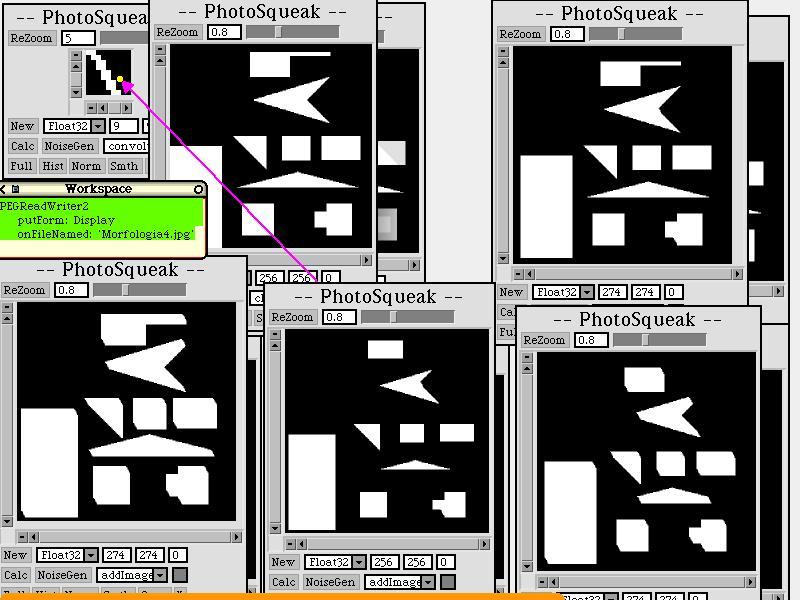 -- PhotoSquea
ReZoom 5
New Float32 9
Calc NoiseGen convol
Full Hist Norm Smth
-- PhotoSqueak --
ReZoom 0.8
256 256 0
-- PhotoSqueak --
ReZoom 0.8
New Float32 274 274 0
Workspace
PEGReadWriter2
putForm: Display
onFileNamed: 'Morfologia4.jpg'
-- PhotoSqueak --
ReZoom 0.8
New Float32 274 274 0
Calc NoiseGen addImage
-- PhotoSqueak --
ReZoom 0.8
New Float32 256 256 0
Calc NoiseGen addImage
-- PhotoSqueak --
ReZoom 0.8
Float32 274 274 0